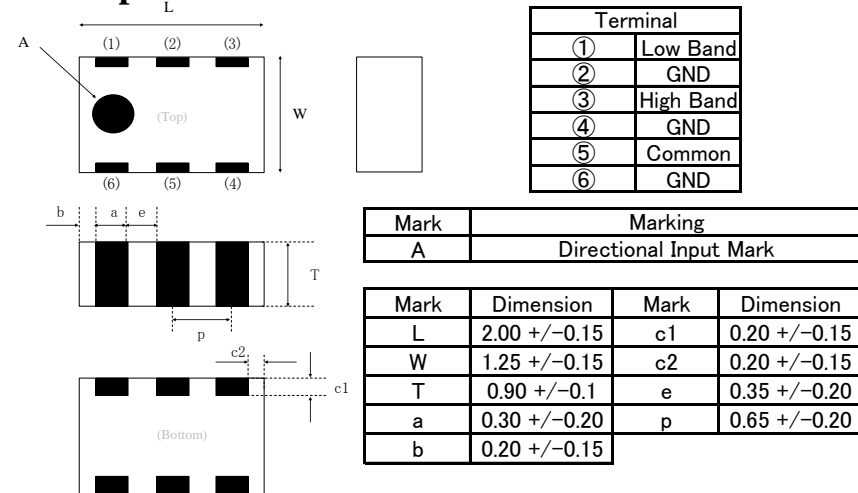 L
A
(1) (2) (3)
(Top)
W
(6) (5) (4)
Terminal
① Low Band
② GND
③ High Band
④ GND
⑤ Common
⑥ GND
b a e
T
p
Mark Marking
A Directional Input Mark
Mark Dimension Mark Dimension
L 2.00 +/-0.15 c1 0.20 +/-0.15
W 1.25 +/-0.15 c2 0.20 +/-0.15
T 0.90 +/-0.1 e 0.35 +/-0.20
a 0.30 +/-0.20 p 0.65 +/-0.20
b 0.20 +/-0.15
c2
c1
(Bottom)